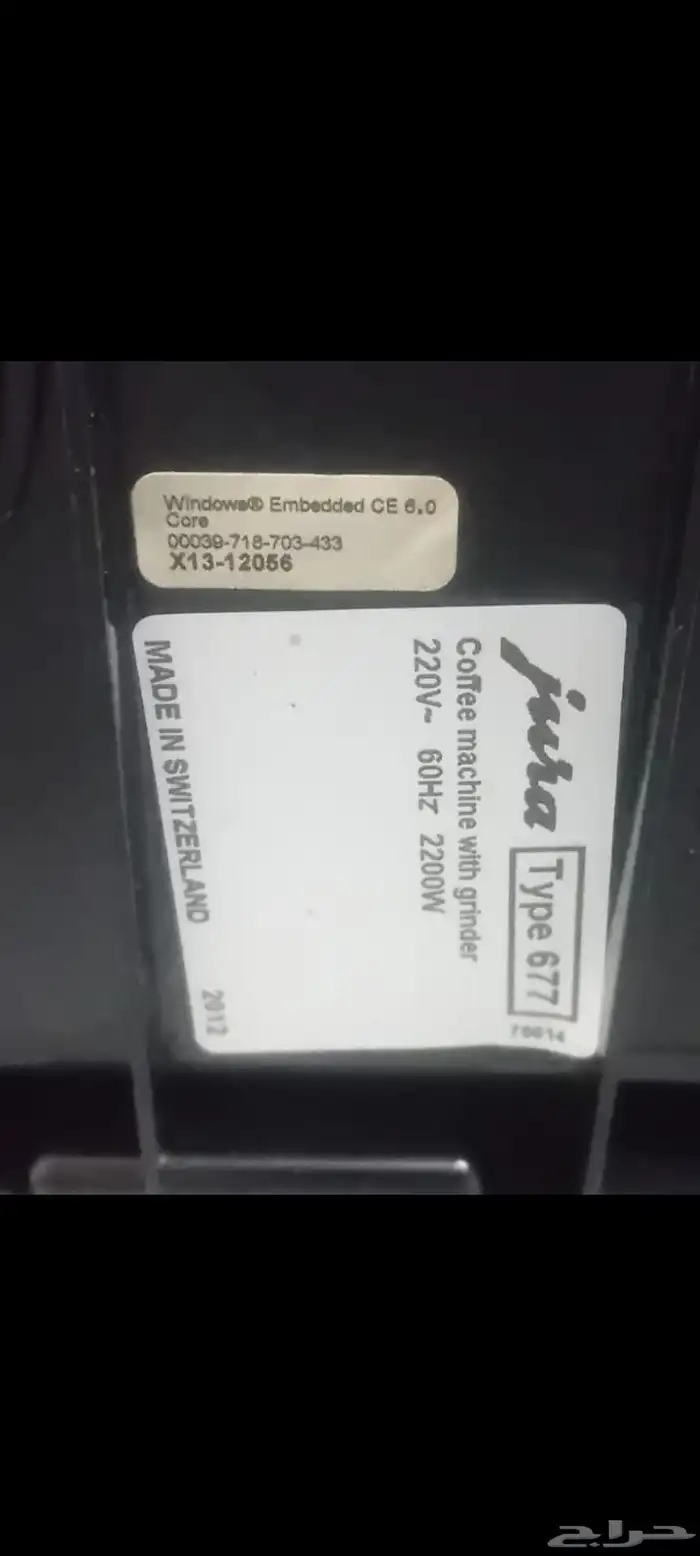 Windows® Embedded CE 6.0
Core
00039-718-703-433
X13-12056
jura Type 677
Coffee machine with grinder
220V~ 60Hz 2200W
MADE IN SWITZERLAND 2012
حراج